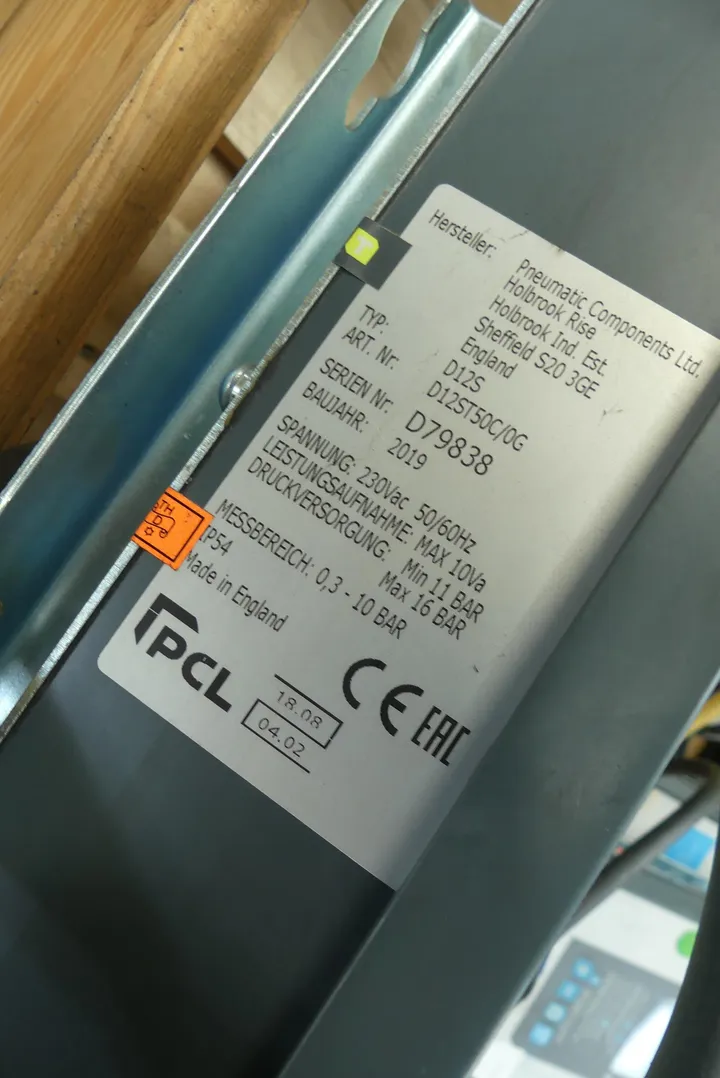 Hersteller: Pneumatic Components Ltd.
Holbrook Rise
Holbrook Ind. Est.
Sheffield S20 3GE
England
TYP: D12S
ART. Nr: D12ST50C/0G
SERIEN Nr. D79838
BAUJAHR: 2019
SPANNUNG: 230Vac 50/60Hz
LEISTUNGSAUFNAHME: MAX 10Va
DRUCKVERSORGUNG: Min 11 BAR
Max 16 BAR
MESSBEREICH: 0,3 - 10 BAR
IP54
Made in England
PCL
CE EAC
18.08
04.02
T
D